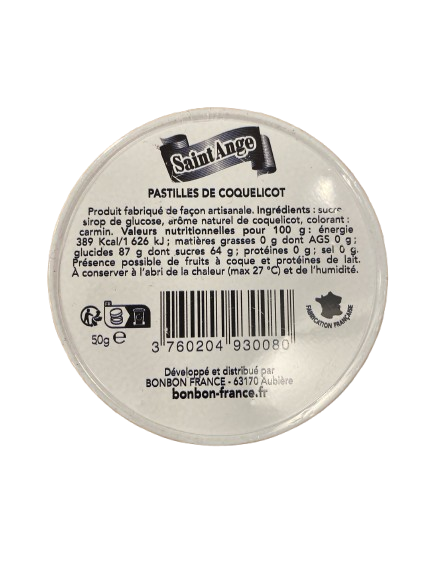 Saint Ange
PASTILLES DE COQUELICOT
Produit fabriqué de façon artisanale. Ingrédients : sucre
sirop de glucose, arôme naturel de coquelicot, colorant :
carmin. Valeurs nutritionnelles pour 100 g : énergie
389 Kcal/1 626 kJ ; matières grasses 0 g dont AGS 0 g ;
glucides 87 g dont sucres 64 g ; protéines 0 g ; sel 0 g.
Présence possible de fruits à coque et protéines de lait.
À conserver à l'abri de la chaleur (max 27 °C) et de l'humidité.
FR
50g e
3 760204 930080
FABRICATION FRANÇAISE
Développé et distribué par
BONBON FRANCE - 63170 Aubière
bonbon-france.fr